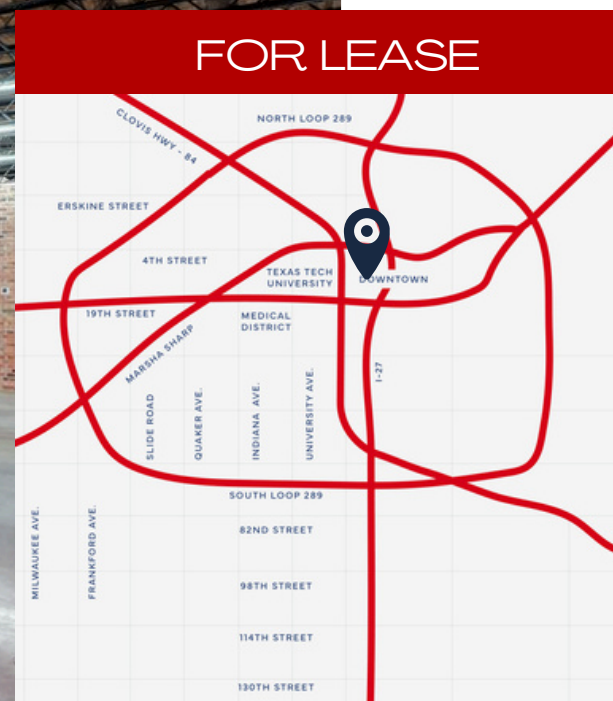 FOR LEASE
NORTH LOOP 289
CLOVIS HWY - 84
ERSKINE STREET
4TH STREET
TEXAS TECH
UNIVERSITY
DOWNTOWN
19TH STREET
MEDICAL
DISTRICT
MARSHA SHARP
I-27
SLIDE ROAD
QUAKER AVE.
INDIANA AVE.
UNIVERSITY AVE.
SOUTH LOOP 289
MILWAUKEE AVE.
FRANKFORD AVE.
82ND STREET
98TH STREET
114TH STREET
130TH STREET